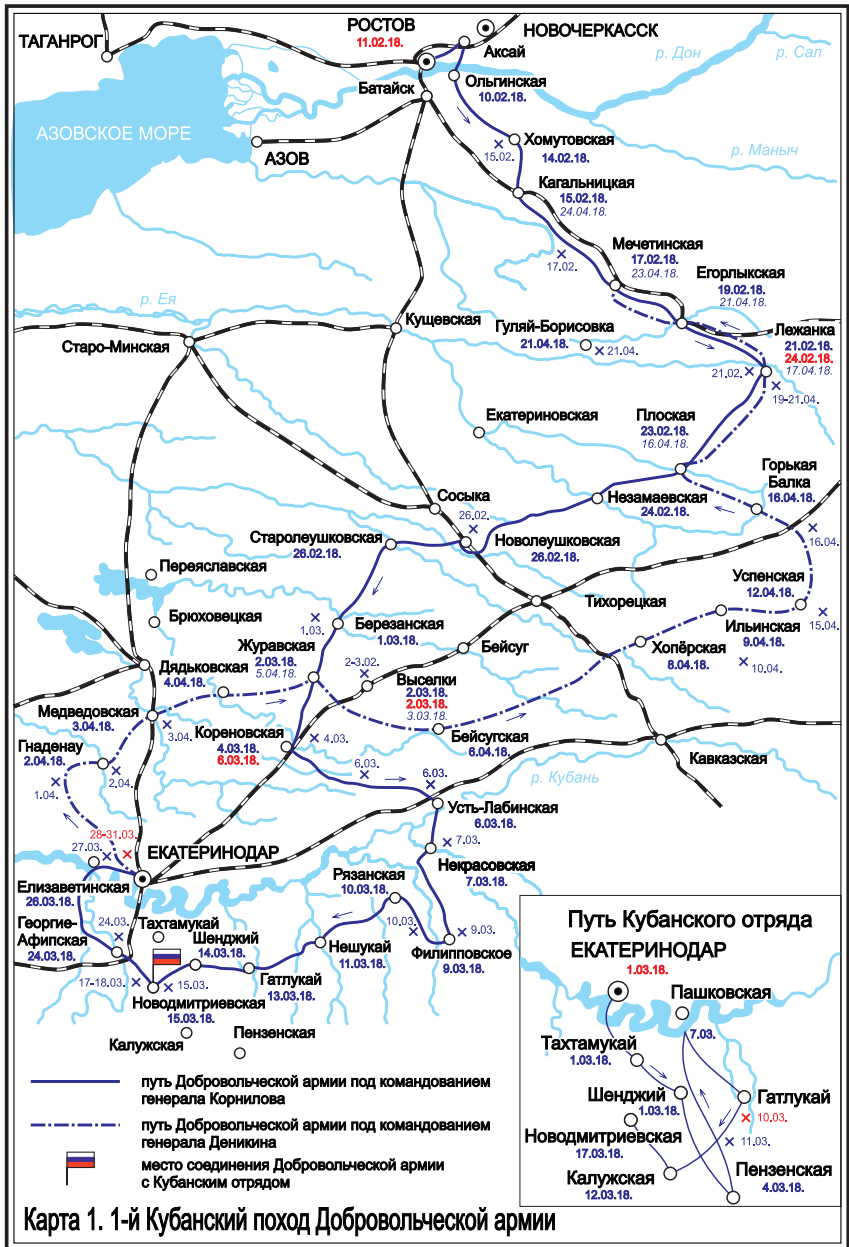 ТАГАНРОГ
РОСТОВ
11.02.18.
НОВОЧЕРКАССК
Аксай
р. Дон
р. Сал
Батайск
Ольгинская
10.02.18.
АЗОВСКОЕ МОРЕ
АЗОВ
15.02.
Хомутовская
14.02.18.
р. Маныч
Кагальницкая
15.02.18.
24.04.18.
17.02.
Мечетинская
17.02.18.
23.04.18.
Егорлыкская
19.02.18.
21.04.18.
р. Ея
Кущевская
Гуляй-Борисовка
21.04.18.
21.04.
Лежанка
21.02.18.
24.02.18.
17.04.18.
Старо-Минская
21.02.
19-21.04.
Екатериновская
Плоская
23.02.18.
16.04.18.
Горькая
Балка
16.04.18.
Сосыка
26.02.
Незамаевская
24.02.18.
Старолеушковская
26.02.18.
Новолеушковская
26.02.18.
16.04.
Переяславская
Успенская
12.04.18.
Тихорецкая
Брюховецкая
1.03.
Березанская
1.03.18.
Ильинская
9.04.18.
15.04.
Журавская
2.03.18.
5.04.18.
2-3.02.
Бейсуг
Хопёрская
8.04.18.
10.04.
Дядьковская
4.04.18.
Выселки
2.03.18.
2.03.18.
3.03.18.
Медведовская
3.04.18.
3.04.
Кореновская
4.03.18.
6.03.18.
4.03.
Бейсугская
6.04.18.
Гнаденау
2.04.18.
2.04.
1.04.
6.03.
6.03.
Кавказская
р. Кубань
Усть-Лабинская
6.03.18.
28-31.03.
27.03.
ЕКАТЕРИНОДАР
7.03.
Некрасовская
7.03.18.
Елизаветинская
26.03.18.
Рязанская
10.03.18.
Георгие-
Афипская
24.03.18.
24.03.
Тахтамукай
10.03.
9.03.
Шенджий
14.03.18.
Нешукай
11.03.18.
Филипповское
9.03.18.
Гатлукай
13.03.18.
17-18.03.
15.03.
Новодмитриевская
15.03.18.
Калужская
Пензенская
путь Добровольческой армии под командованием
генерала Корнилова
путь Добровольческой армии под командованием
генерала Деникина
место соединения Добровольческой армии
с Кубанским отрядом
Путь Кубанского отряда
ЕКАТЕРИНОДАР
1.03.18.
Пашковская
7.03.
Тахтамукай
1.03.18.
Шенджий
1.03.18.
Гатлукай
10.03.
11.03.
Новодмитриевская
17.03.18.
Калужская
12.03.18.
Пензенская
4.03.18.
Карта 1. 1-й Кубанский поход Добровольческой армии